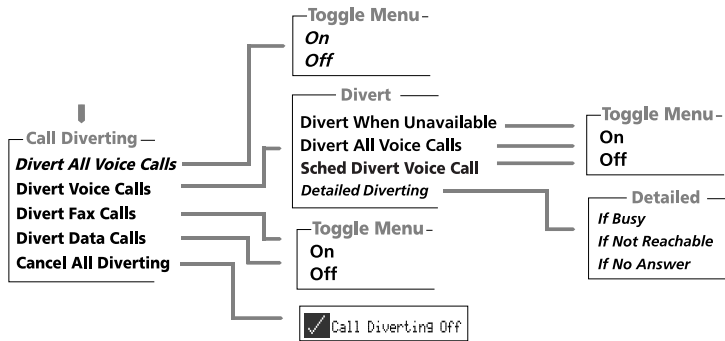 Toggle Menu
On
Off
Call Diverting
Divert All Voice Calls
Divert Voice Calls
Divert Fax Calls
Divert Data Calls
Cancel All Diverting
Divert
Divert When Unavailable
Divert All Voice Calls
Sched Divert Voice Call
Detailed Diverting
Toggle Menu
On
Off
Detailed
If Busy
If Not Reachable
If No Answer
Toggle Menu
On
Off
Call Diverting Off